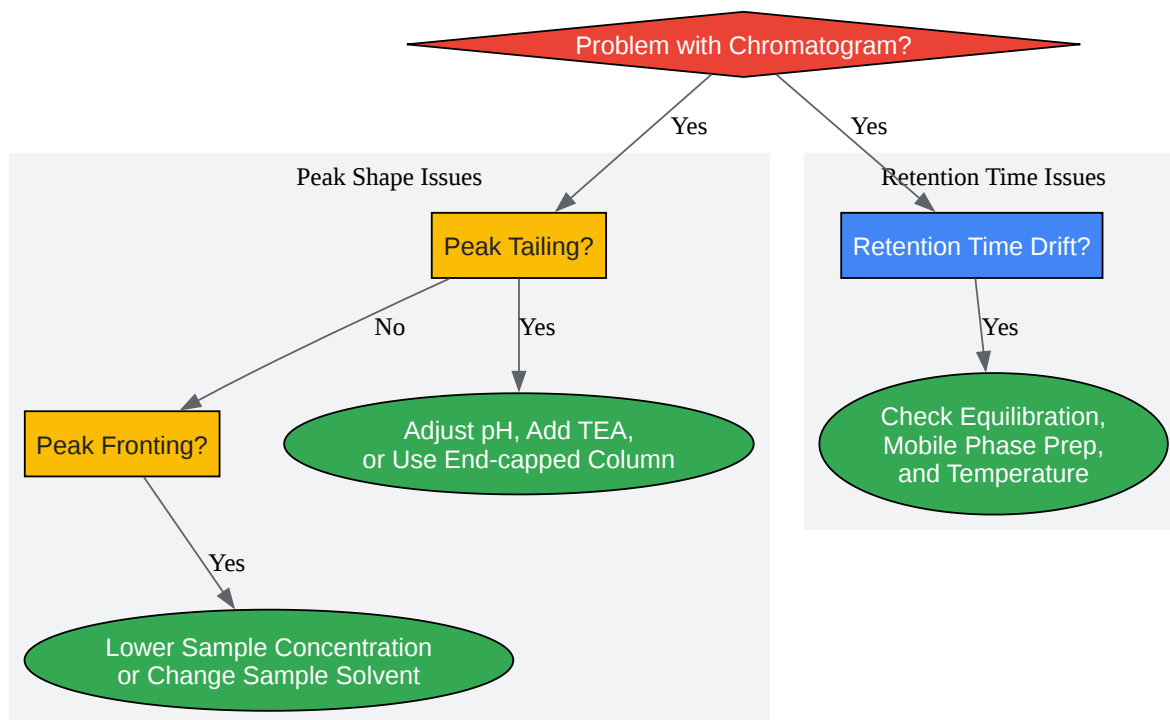 Problem with Chromatogram?
Yes
Yes
Peak Shape Issues
Retention Time Issues
Peak Tailing?
Retention Time Drift?
No
Yes
Yes
Peak Fronting?
Adjust pH, Add TEA,
or Use End-capped Column
Check Equilibration,
Mobile Phase Prep,
and Temperature
Yes
Lower Sample Concentration
or Change Sample Solvent